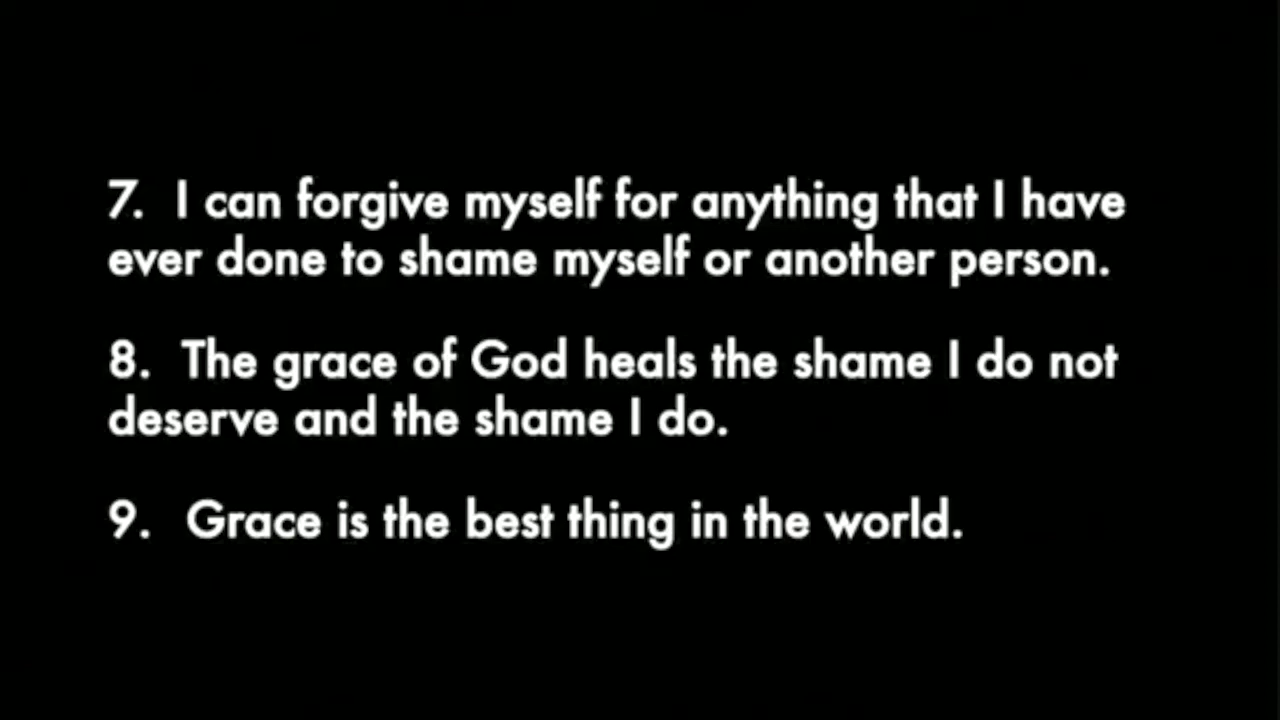 7. I can forgive myself for anything that I have
ever done to shame myself or another person.
8. The grace of God heals the shame I do not
deserve and the shame I do.
9. Grace is the best thing in the world.